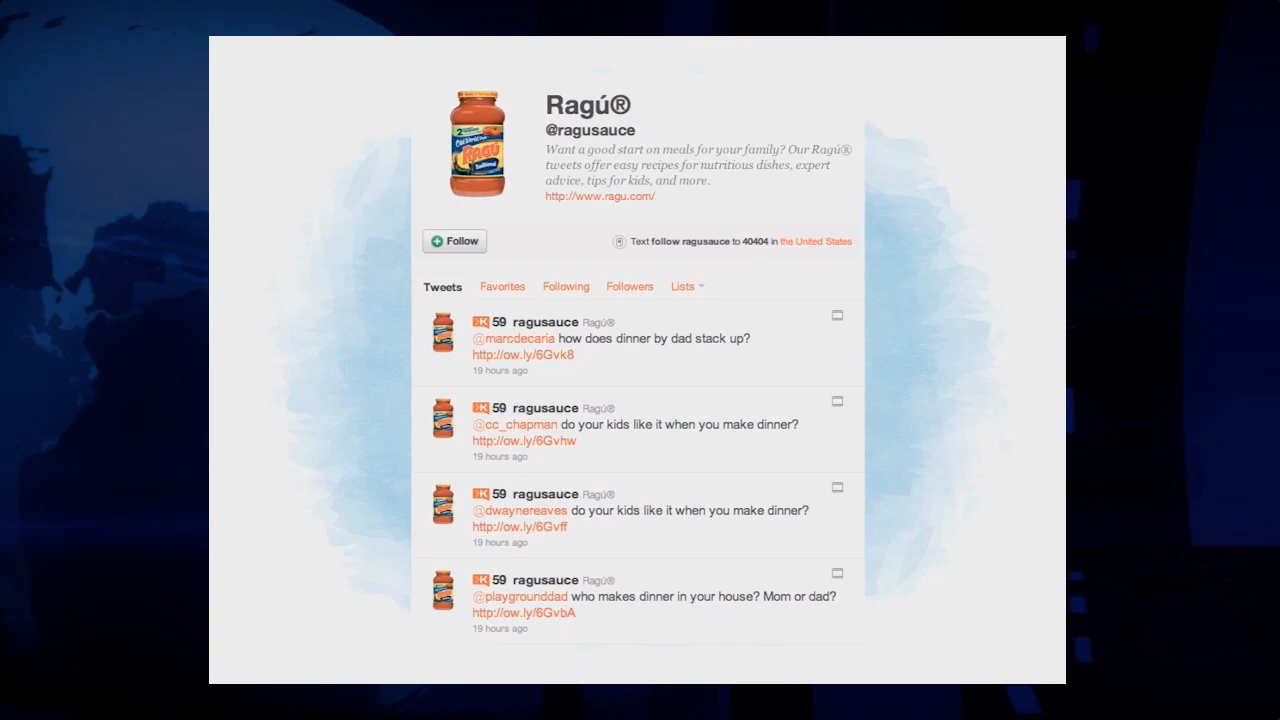 Ragú®
@ragusauce
Want a good start on meals for your family? Our Ragú®
tweets offer easy recipes for nutritious dishes, expert
advice, tips for kids, and more.
http://www.ragu.com/
Follow
Text follow ragusauce to 40404 in the United States
Tweets Favorites Following Followers Lists
K 59 ragusauce Ragú®
@marcdecaria how does dinner by dad stack up?
http://ow.ly/6Gvk8
19 hours ago
K 59 ragusauce Ragú®
@cc_chapman do your kids like it when you make dinner?
http://ow.ly/6Gvhw
19 hours ago
K 59 ragusauce Ragú®
@dwaynereaves do your kids like it when you make dinner?
http://ow.ly/6Gvff
19 hours ago
K 59 ragusauce Ragú®
@playgrounddad who makes dinner in your house? Mom or dad?
http://ow.ly/6GvbA
19 hours ago